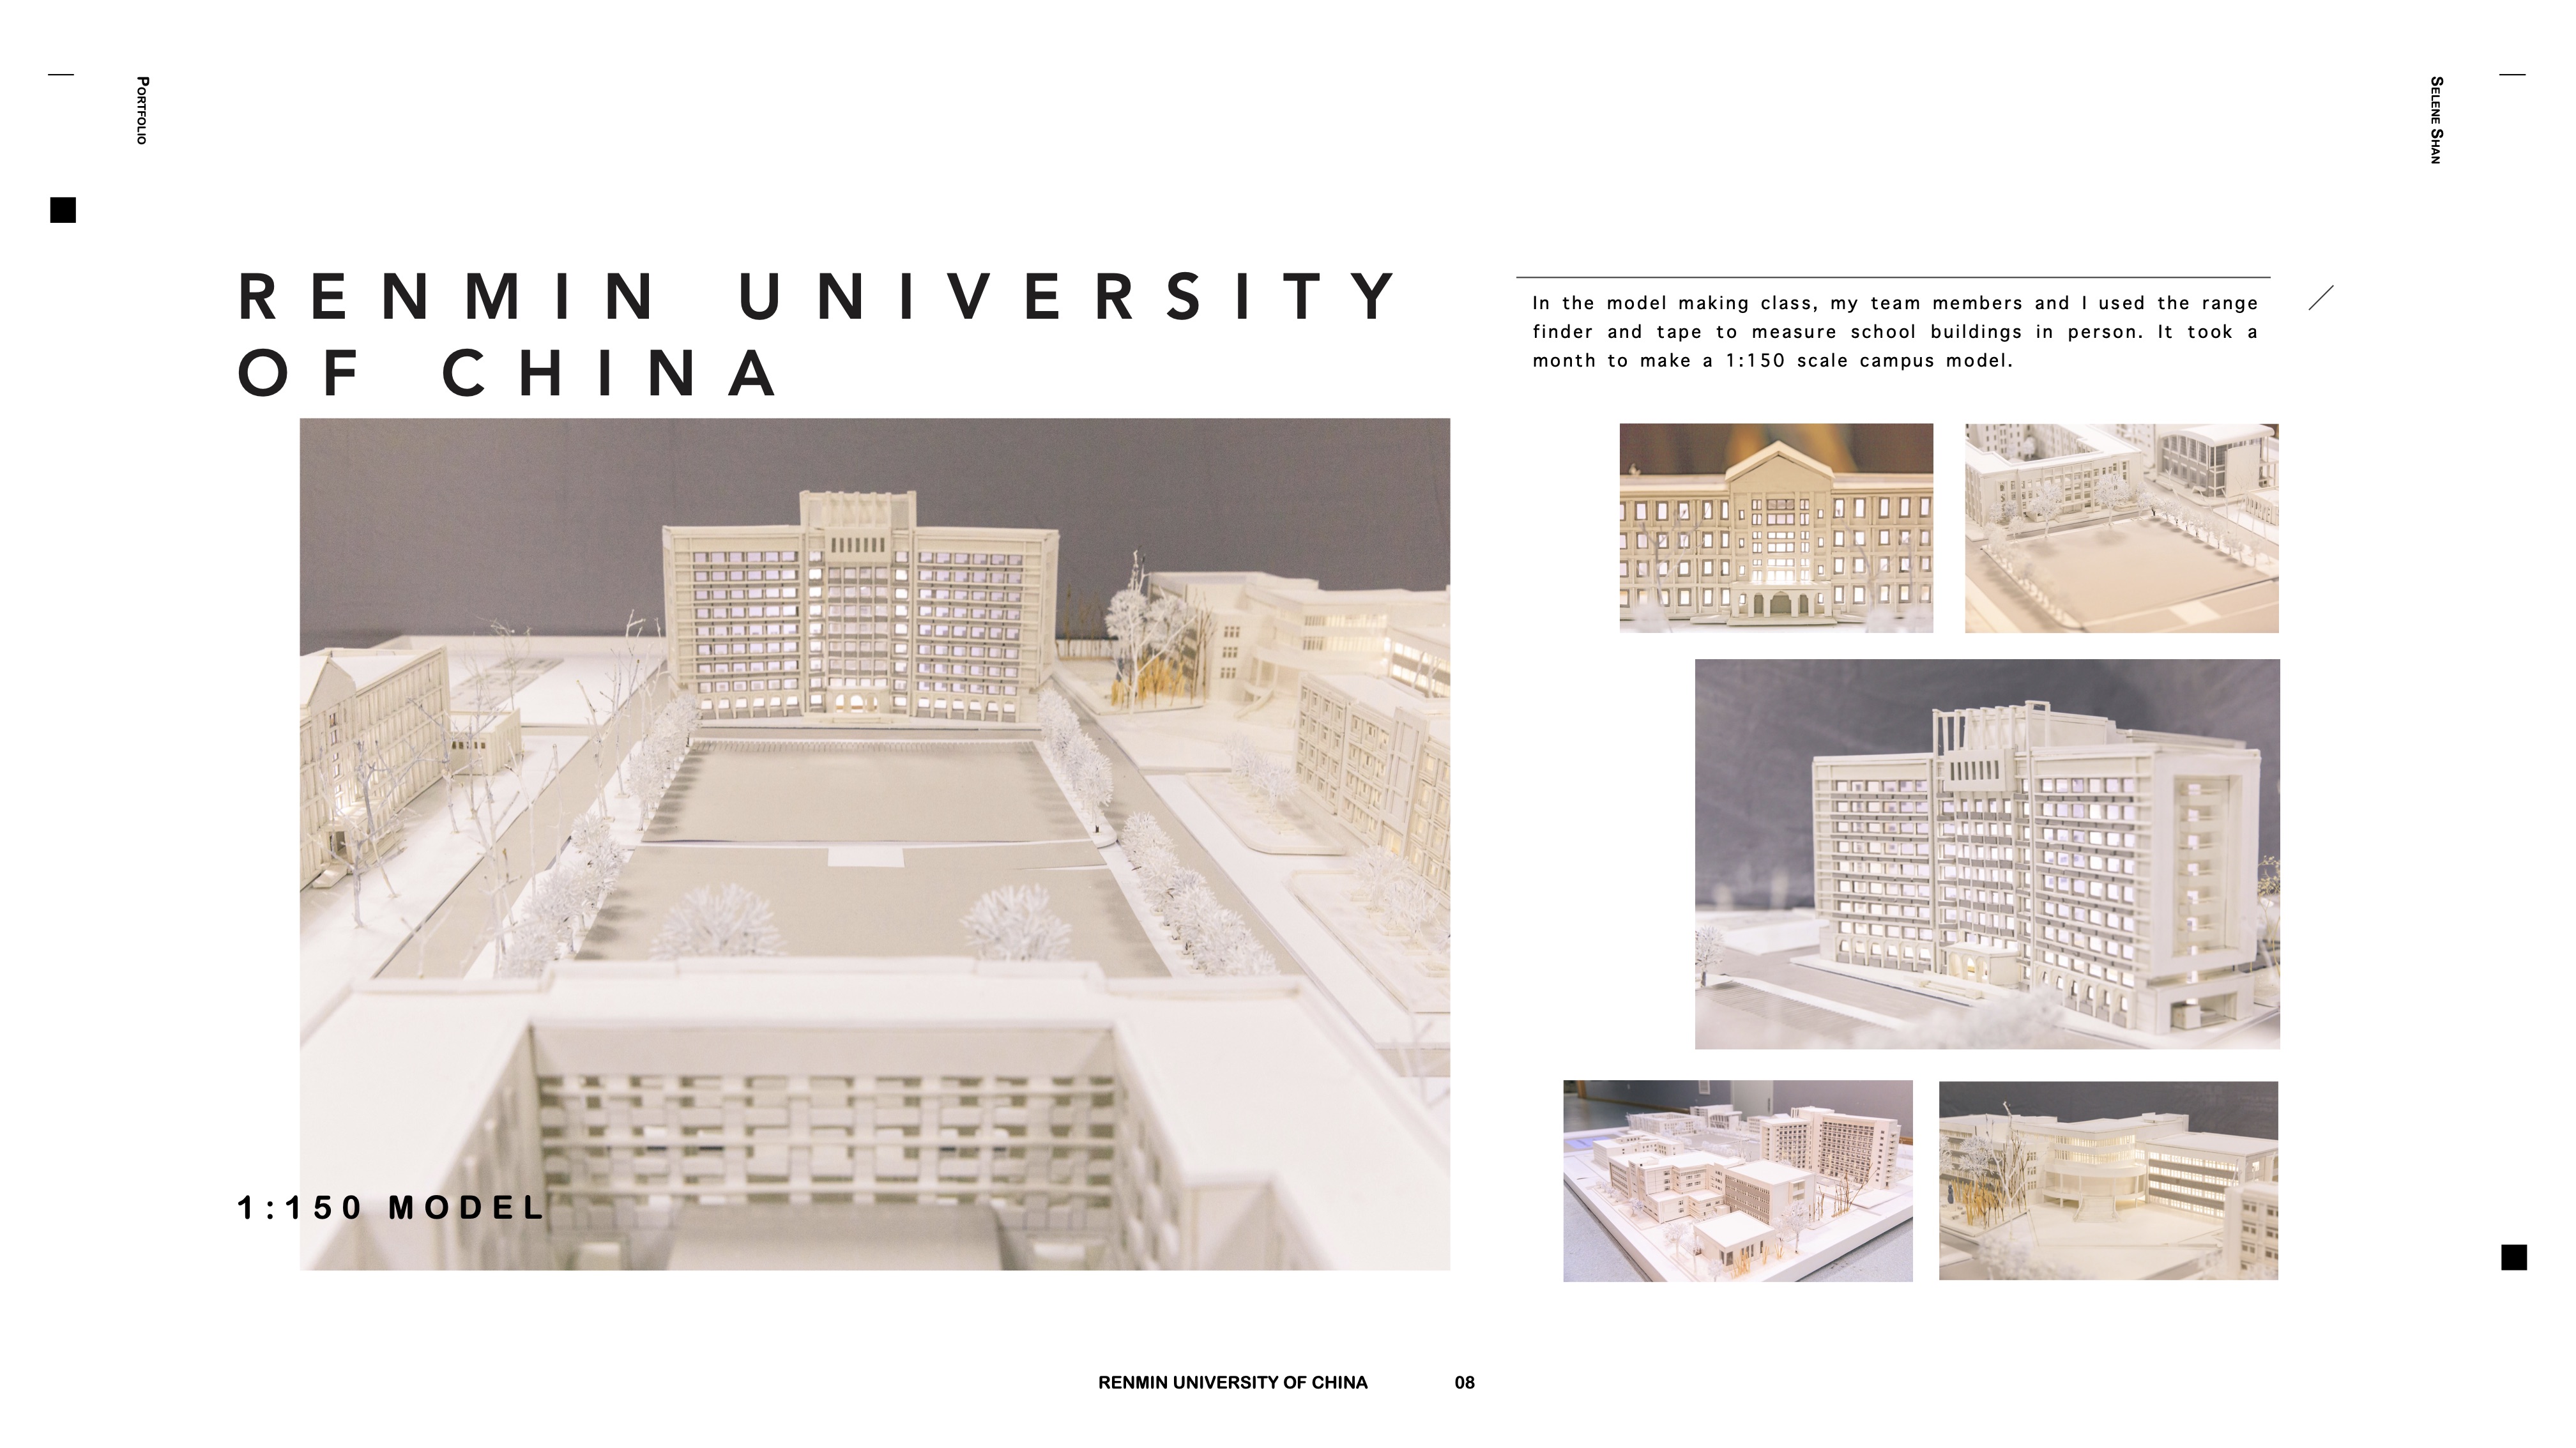 PORTFOLIO
SELENE SHAN
RENMIN UNIVERSITY
OF CHINA
In the model making class, my team members and I used the range
finder and tape to measure school buildings in person. It took a
month to make a 1:150 scale campus model.
1:150 MODEL
RENMIN UNIVERSITY OF CHINA 08